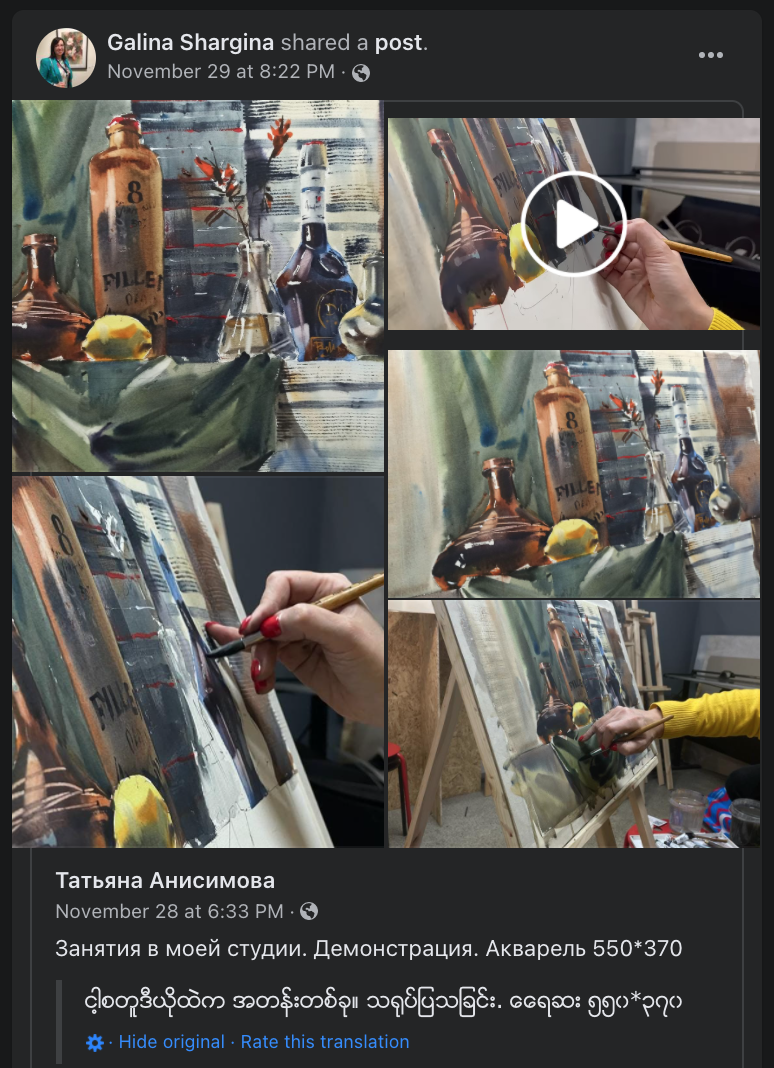 Galina Shargina shared a post.
November 29 at 8:22 PM ·
8
FILLER
8
FILLE
8
FILL
Татьяна Анисимова
November 28 at 6:33 PM ·
Занятия в моей студии. Демонстрация. Акварель 550*370
ငါ့စတူဒီယိုထဲက အတန်းတစ်ခု။ သရုပ်ပြသခြင်း. ရေဆေး ၅၅၀*၃၇၀
· Hide original · Rate this translation